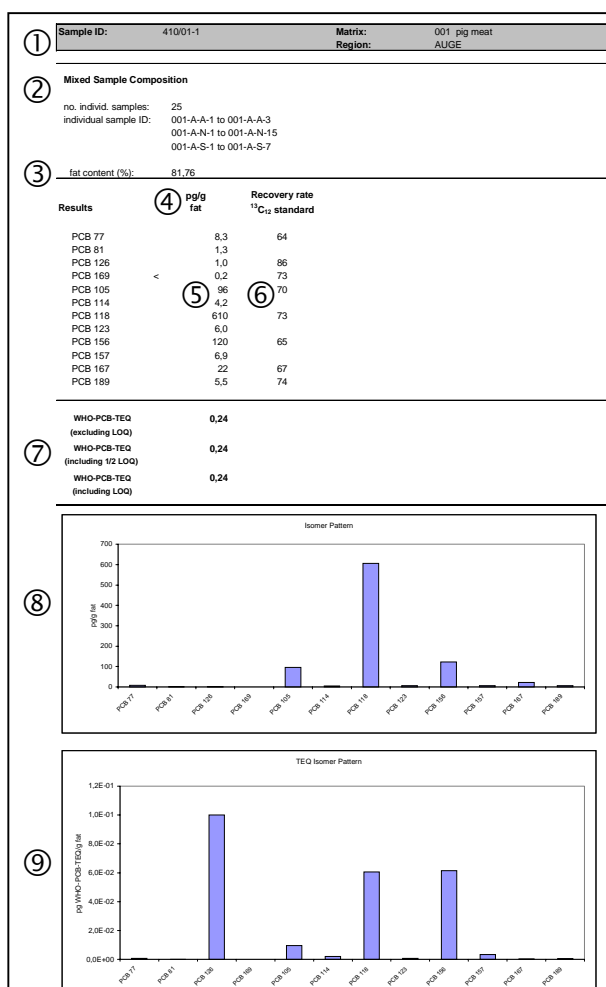 ① Sample ID: 410/01-1 Matrix: 001 pig meat
Region: AUGE
② Mixed Sample Composition
no. individ. samples: 25
individual sample ID: 001-A-A-1 to 001-A-A-3
001-A-N-1 to 001-A-N-15
001-A-S-1 to 001-A-S-7
③ fat content (%): 81,76
④ pg/g Recovery rate
Results fat ¹³C₁₂ standard
PCB 77 8,3 64
PCB 81 1,3
PCB 126 1,0 86
PCB 169 < 0,2 73
PCB 105 ⑤ 96 ⑥ 70
PCB 114 4,2
PCB 118 610 73
PCB 123 6,0
PCB 156 120 65
PCB 157 6,9
PCB 167 22 67
PCB 189 5,5 74
WHO-PCB-TEQ 0,24
(excluding LOQ)
⑦ WHO-PCB-TEQ 0,24
(including 1/2 LOQ)
WHO-PCB-TEQ 0,24
(including LOQ)
⑧
Isomer Pattern
pg/g fat
700
600
500
400
300
200
100
0
PCB 77 PCB 81 PCB 126 PCB 169 PCB 105 PCB 114 PCB 118 PCB 123 PCB 156 PCB 157 PCB 167 PCB 189
⑨
TEQ Isomer Pattern
pg WHO-PCB-TEQ/g fat
1,2E-01
1,0E-01
8,0E-02
6,0E-02
4,0E-02
2,0E-02
0,0E+00
PCB 77 PCB 81 PCB 126 PCB 169 PCB 105 PCB 114 PCB 118 PCB 123 PCB 156 PCB 157 PCB 167 PCB 189